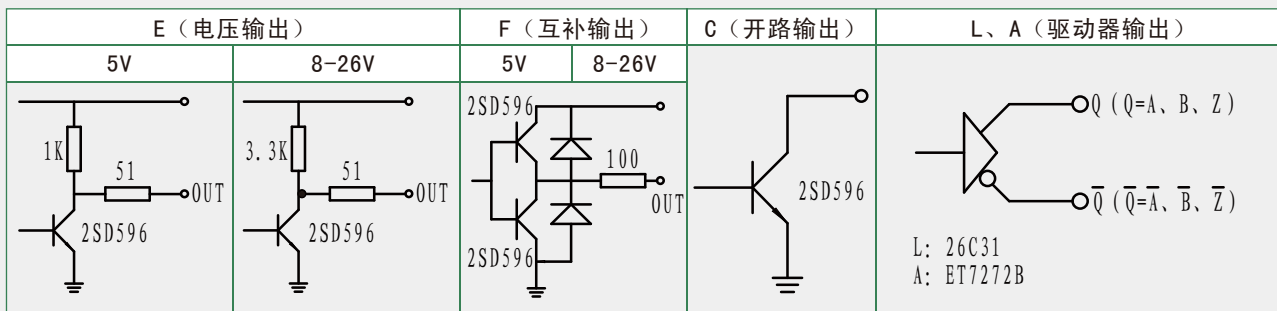 E（电压输出）
F（互补输出）
C（开路输出）
L、A（驱动器输出）
5V
8-26V
5V
8-26V
1K
51
OUT
2SD596
3.3K
51
OUT
2SD596
2SD596
100
OUT
2SD596
2SD596
Q（Q=A、B、Z）
Q̅（Q̅=A̅、B̅、Z̅）
L: 26C31
A: ET7272B